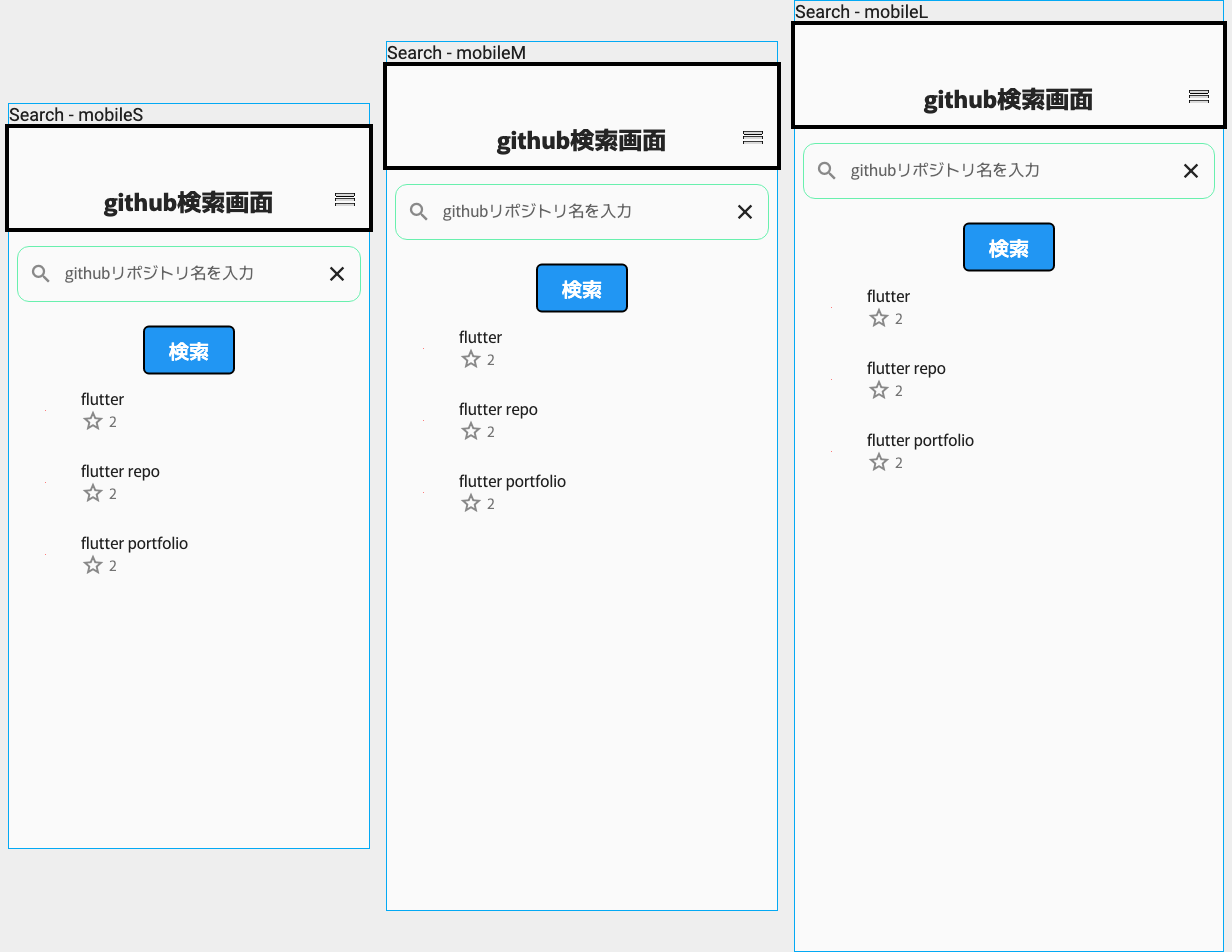 Search - mobileS
github検索画面
githubリポジトリ名を入力
検索
flutter
2
flutter repo
2
flutter portfolio
2
Search - mobileM
github検索画面
githubリポジトリ名を入力
検索
flutter
2
flutter repo
2
flutter portfolio
2
Search - mobileL
github検索画面
githubリポジトリ名を入力
検索
flutter
2
flutter repo
2
flutter portfolio
2